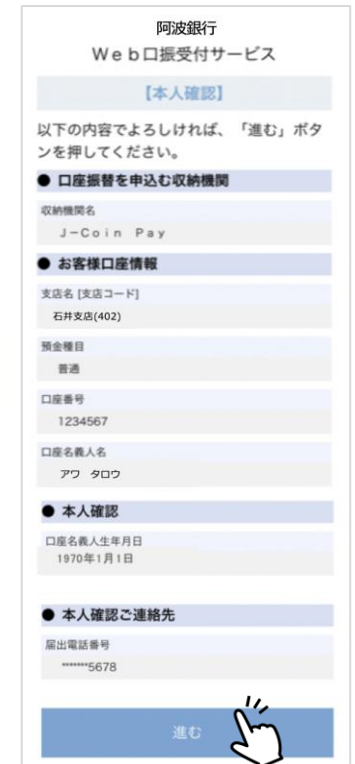 阿波銀行
Web口振受付サービス
【本人確認】
以下の内容でよろしければ、「進む」ボタ
ンを押してください。
● 口座振替を申込む収納機関
収納機関名
J-Coin Pay
● お客様口座情報
支店名 [支店コード]
石井支店(402)
預金種目
普通
口座番号
1234567
口座名義人名
アワ タロウ
● 本人確認
口座名義人生年月日
1970年1月1日
● 本人確認ご連絡先
届出電話番号
*******5678
進む